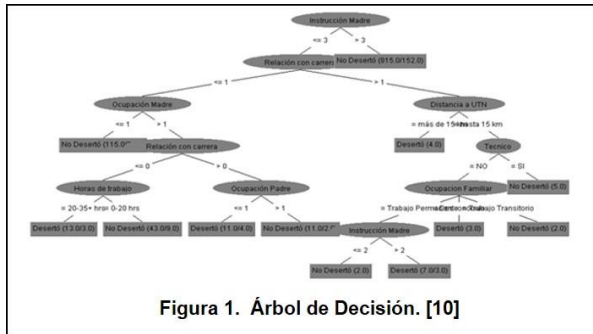 Instrucción Madre
<= 3 > 3
Relación con carrera No Desertó (815.0/152.0)
<= 1 > 1
Ocupación Madre Distancia a UTN
<= 1 > 1 = más de 15 hasta 15 km
No Desertó (115.0 Relación con carrera Desertó (4.0) Tecnico
<= 0 > 0 = NO = SI
Horas de trabajo Ocupación Padre Ocupacion Familiar No Desertó (5.0)
= 20-35+ hrs = 0-20 hrs <= 1 > 1 = Trabajo Trabajo Transitorio
Desertó (13.0/3.0) No Desertó (43.0/9.0) Desertó (11.0/4.0) No Desertó (11.0/2.0 Instrucción Madre Desertó (3.0) No Desertó (2.0)
<= 2 > 2
No Desertó (2.0) Desertó (7.0/3.0)
Figura 1. Árbol de Decisión. [10]